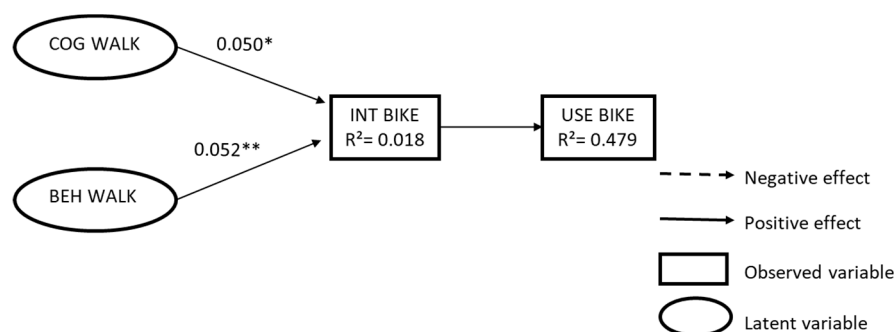 COG WALK
0.050*
INT BIKE
R²= 0.018
USE BIKE
R²= 0.479
0.052**
BEH WALK
Negative effect
Positive effect
Observed variable
Latent variable